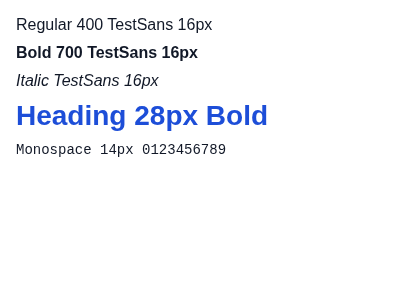 Regular 400 TestSans 16px
Bold 700 TestSans 16px
Italic TestSans 16px
Heading 28px Bold
Monospace 14px 0123456789